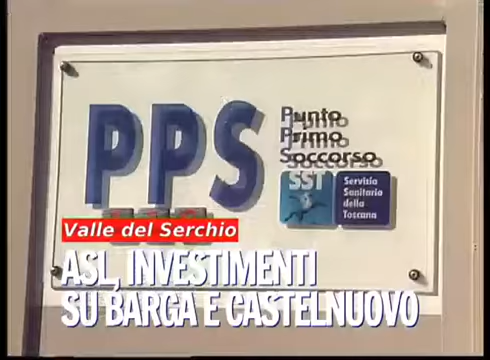 PPS
Punto
Primo
Soccorso
SST
Servizio
Sanitario
della
Toscana
Valle del Serchio
ASL, INVESTIMENTI
SU BARGA E CASTELNUOVO